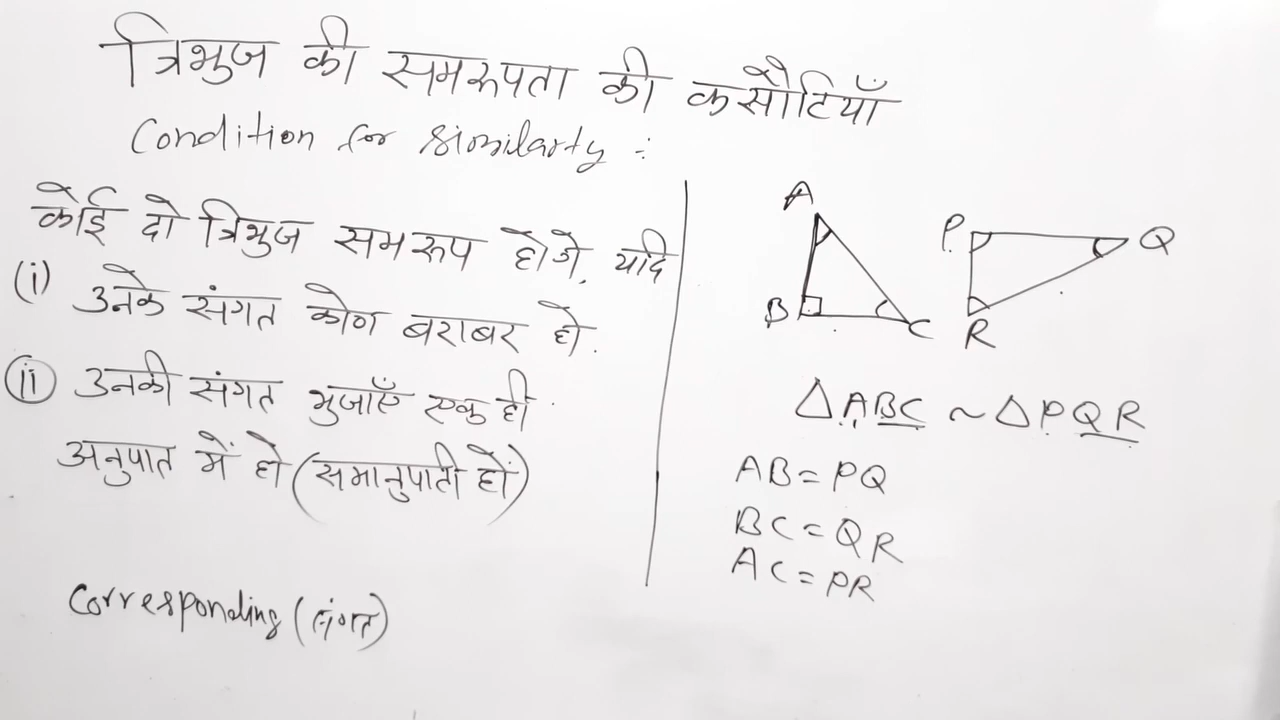 त्रिभुज की समरूपता की कसौटियाँ
Condition for similarty :
कोई दो त्रिभुज समरूप होगें, यदि
(i) उनके संगत कोण बराबर हो.
(ii) उनकी संगत भुजाएँ एक ही
अनुपात में हो (समानुपाती हों)
Corresponding (संगत)
A
B
C
P
Q
R
△ABC ~ △PQR
AB = PQ
BC = QR
AC = PR